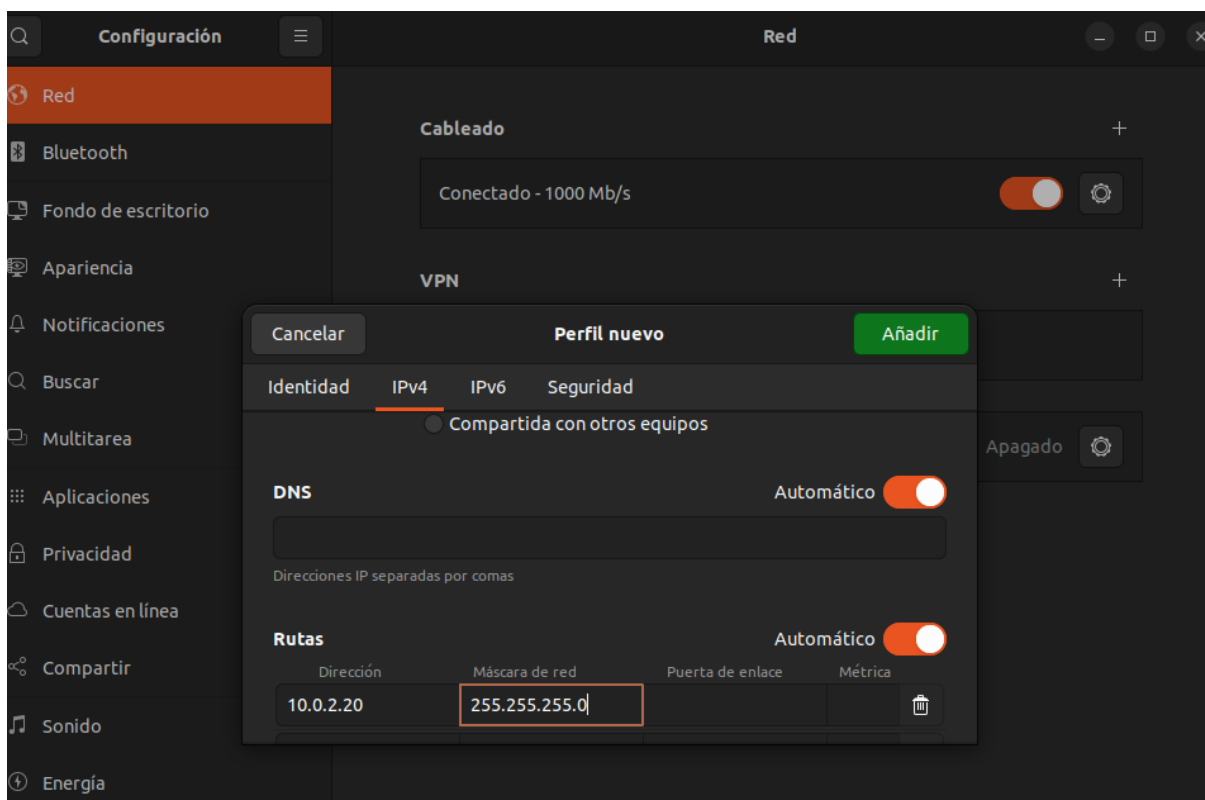 Configuración
Red
Red
Bluetooth
Fondo de escritorio
Apariencia
Notificaciones
Buscar
Multitarea
Aplicaciones
Privacidad
Cuentas en línea
Compartir
Sonido
Energía
Cableado
Conectado - 1000 Mb/s
VPN
Apagado
Cancelar
Perfil nuevo
Añadir
Identidad IPv4 IPv6 Seguridad
Compartida con otros equipos
DNS Automático
Direcciones IP separadas por comas
Rutas Automático
Dirección Máscara de red Puerta de enlace Métrica
10.0.2.20 255.255.255.0